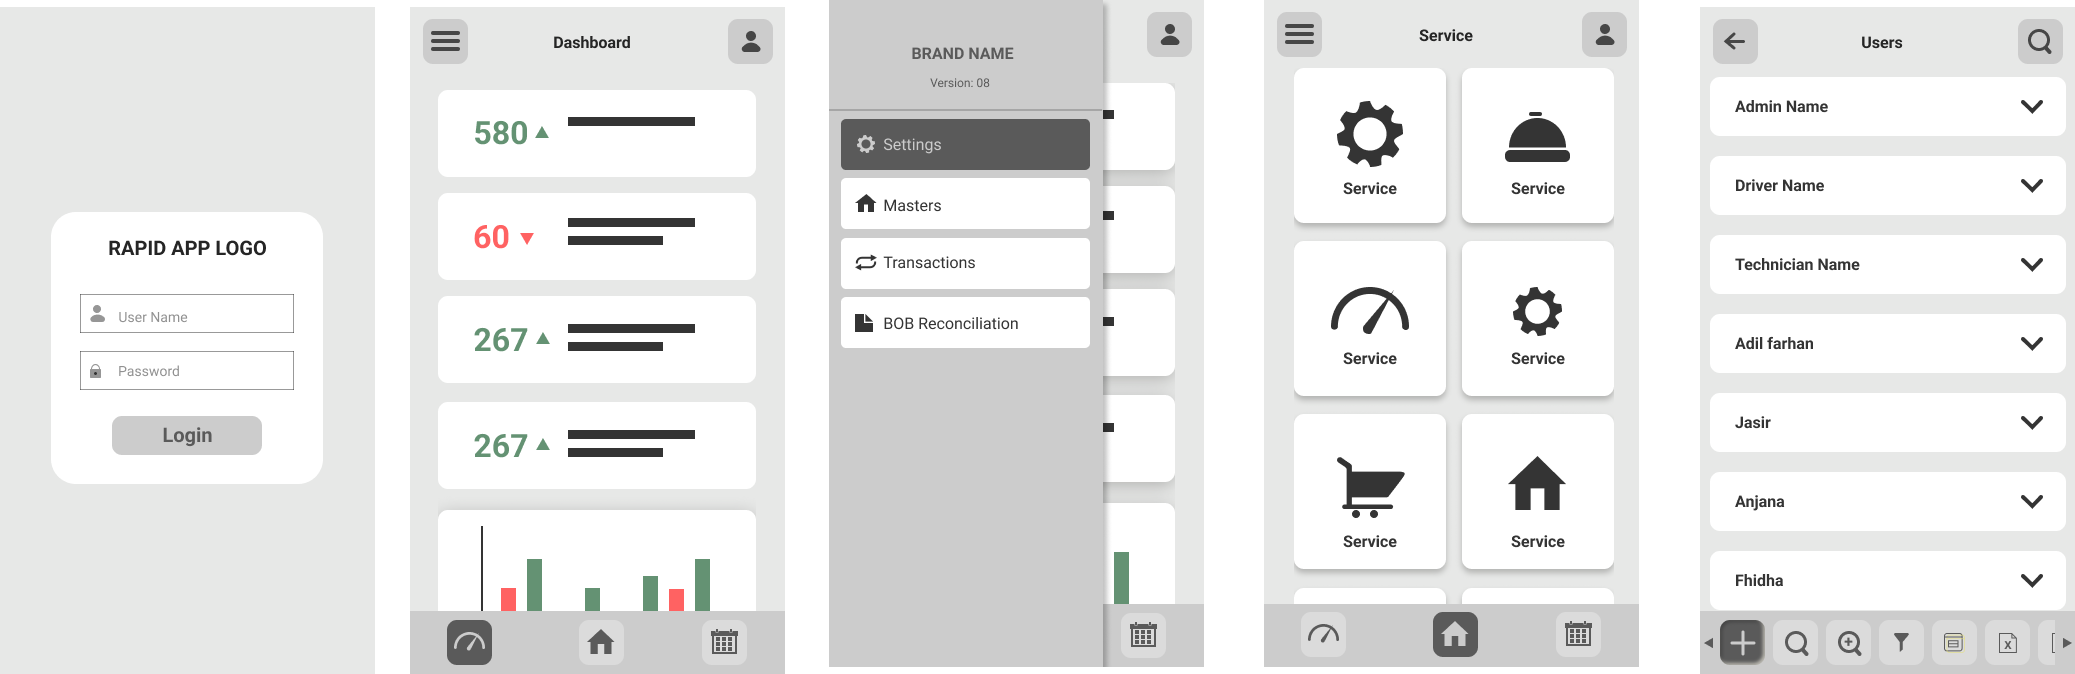 RAPID APP LOGO
User Name
Password
Login
Dashboard
580
60
267
267
BRAND NAME
Version: 08
Settings
Masters
Transactions
BOB Reconciliation
Service
Service
Service
Service
Service
Service
Service
Users
Admin Name
Driver Name
Technician Name
Adil farhan
Jasir
Anjana
Fhidha
X